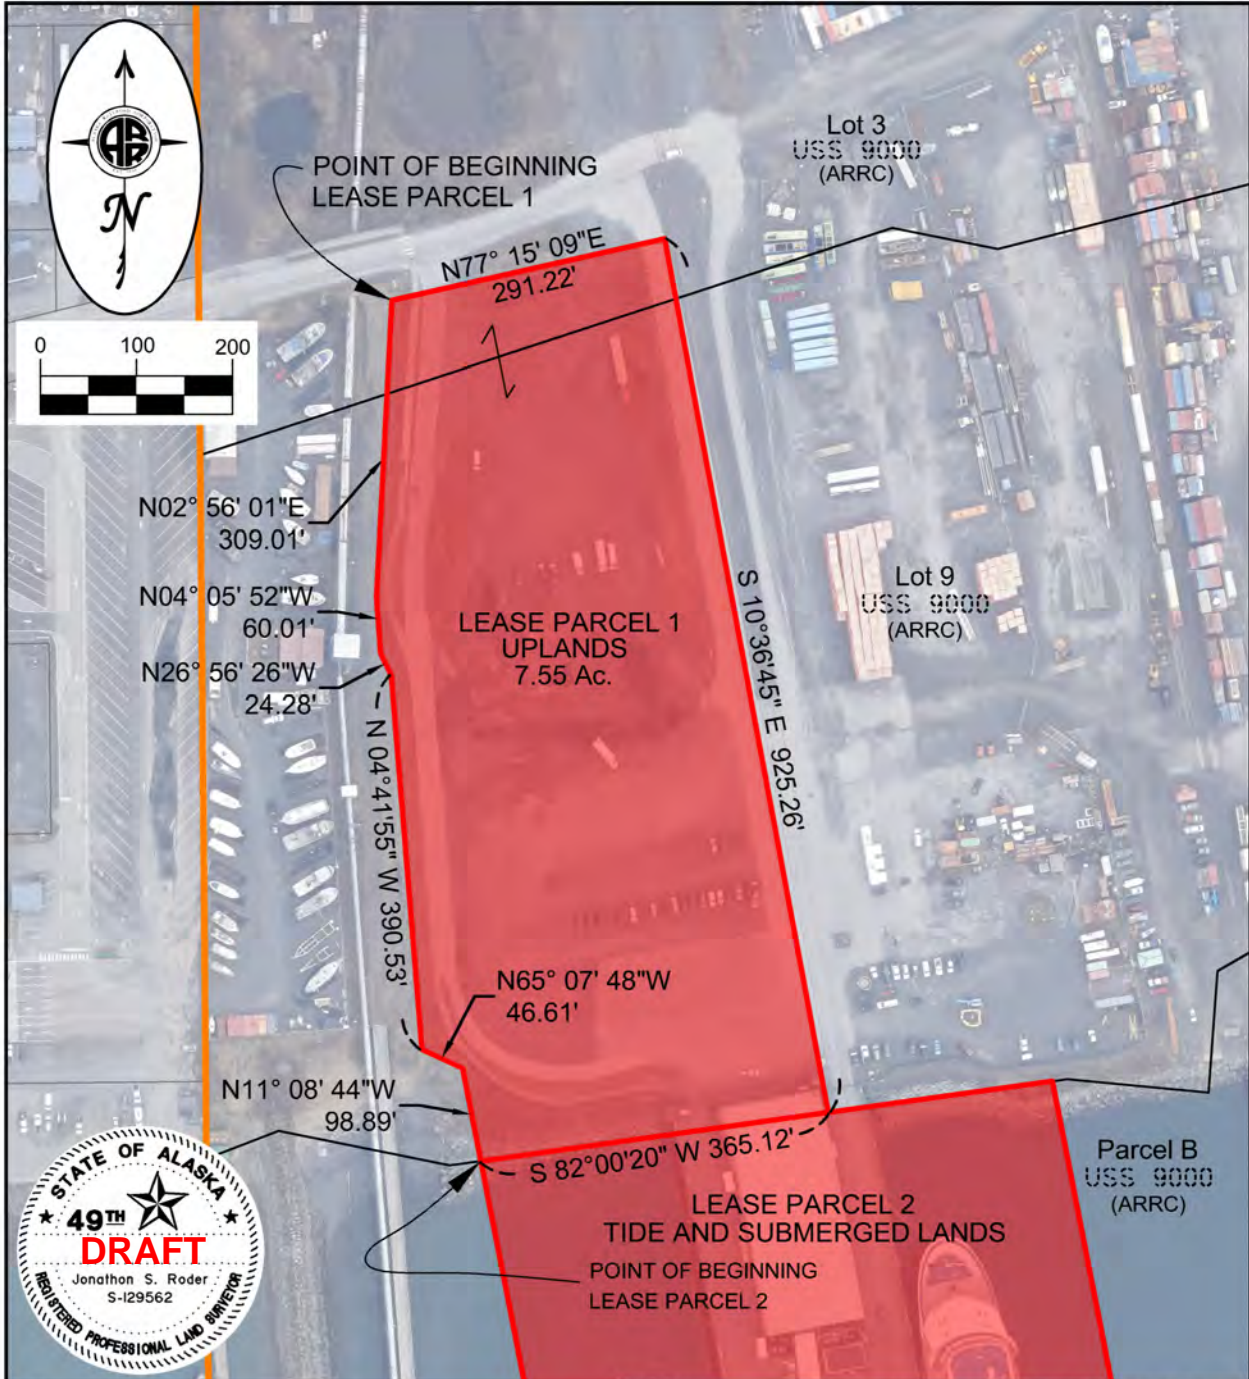 Lot 3
USS 9000
(ARRC)
POINT OF BEGINNING
LEASE PARCEL 1
N77° 15' 09"E
291.22'
N
0 100 200
N02° 56' 01"E
309.01'
N04° 05' 52"W
60.01'
N26° 56' 26"W
24.28'
LEASE PARCEL 1
UPLANDS
7.55 Ac.
S 10°36'45" E 925.26'
Lot 9
USS 9000
(ARRC)
N 04°41'55" W 390.53'
N65° 07' 48"W
46.61'
N11° 08' 44"W
98.89'
S 82°00'20" W 365.12'
Parcel B
USS 9000
(ARRC)
LEASE PARCEL 2
TIDE AND SUBMERGED LANDS
POINT OF BEGINNING
LEASE PARCEL 2
STATE OF ALASKA
49TH
DRAFT
Jonathon S. Roder
S-129562
REGISTERED PROFESSIONAL LAND SURVEYOR